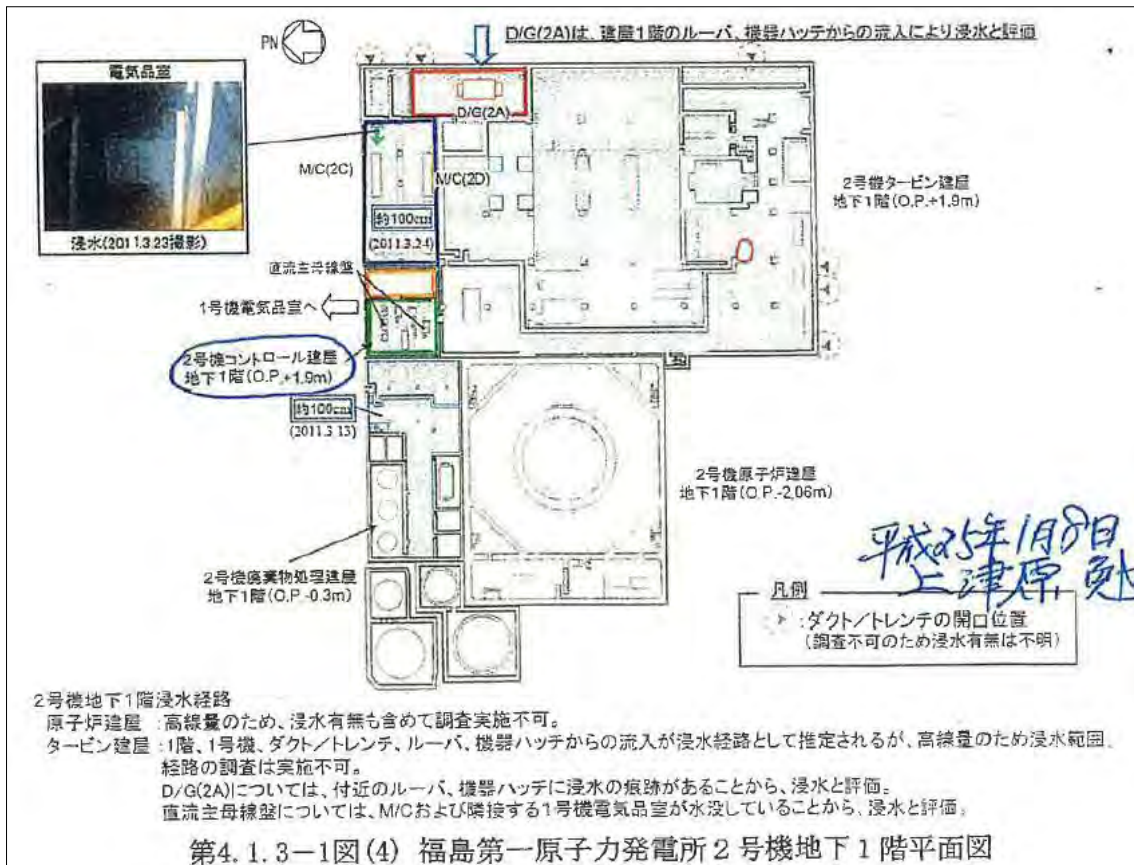 D/G(2A)は、建屋1階のルーバ、機器ハッチからの流入により浸水と評価
PN
電気品室
浸水(2011.3.23撮影)
D/G(2A)
M/C(2C)
M/C(2D)
約100cm
(2011.3.24)
2号機タービン建屋
地下1階(O.P.+1.9m)
直流主母線盤
1号機電気品室へ
2号機コントロール建屋
地下1階(O.P.+1.9m)
約100cm
(2011.3.13)
2号機原子炉建屋
地下1階(O.P.-2.06m)
2号機廃棄物処理建屋
地下1階(O.P.-0.3m)
平成25年1月8日
上津原 勉
凡例
:ダクト/トレンチの開口位置
(調査不可のため浸水有無は不明)
2号機地下1階浸水経路
原子炉建屋 :高線量のため、浸水有無も含めて調査実施不可。
タービン建屋 :1階、1号機、ダクト/トレンチ、ルーバ、機器ハッチからの流入が浸水経路として推定されるが、高線量のため浸水範囲、
経路の調査は実施不可。
D/G(2A)については、付近のルーバ、機器ハッチに浸水の痕跡があることから、浸水と評価。
直流主母線盤については、M/Cおよび隣接する1号機電気品室が水没していることから、浸水と評価。
第4.1.3-1図(4) 福島第一原子力発電所2号機地下1階平面図